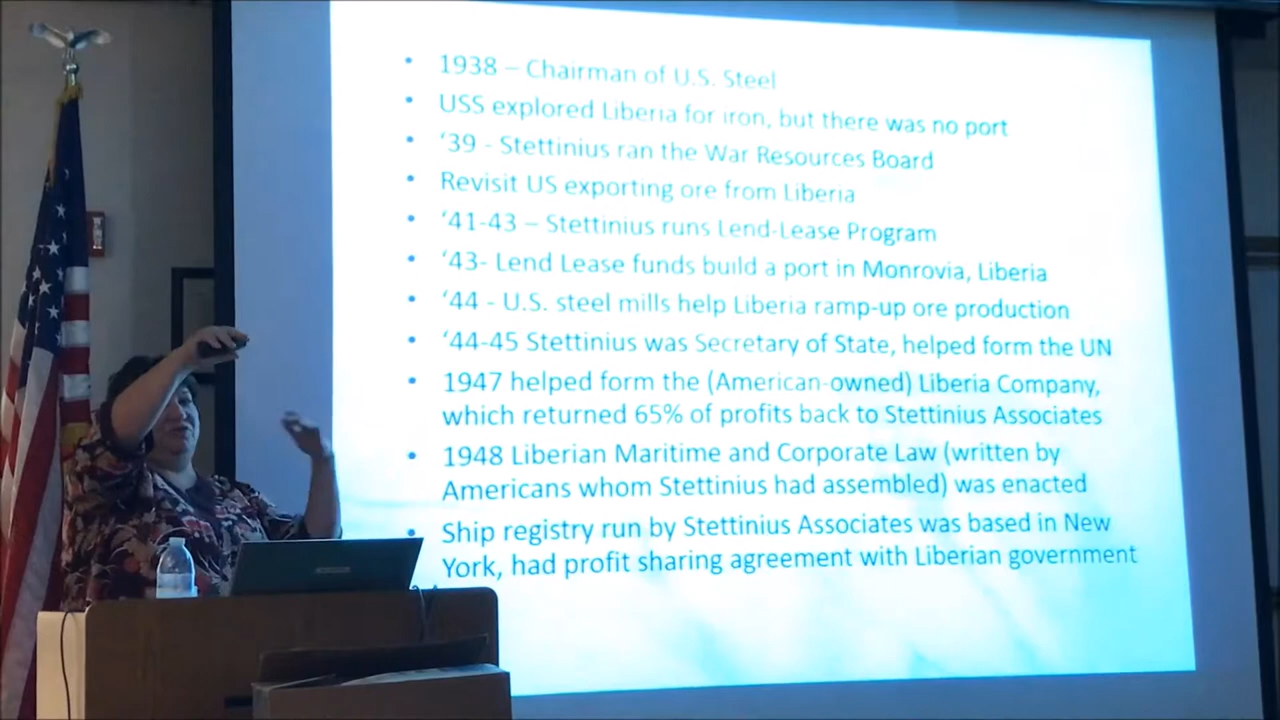 • 1938 – Chairman of U.S. Steel
• USS explored Liberia for iron, but there was no port
• ‘39 - Stettinius ran the War Resources Board
• Revisit US exporting ore from Liberia
• ‘41-43 – Stettinius runs Lend-Lease Program
• ‘43- Lend Lease funds build a port in Monrovia, Liberia
• ‘44 - U.S. steel mills help Liberia ramp-up ore production
• ‘44-45 Stettinius was Secretary of State, helped form the UN
• 1947 helped form the (American-owned) Liberia Company,
which returned 65% of profits back to Stettinius Associates
• 1948 Liberian Maritime and Corporate Law (written by
Americans whom Stettinius had assembled) was enacted
• Ship registry run by Stettinius Associates was based in New
York, had profit sharing agreement with Liberian government